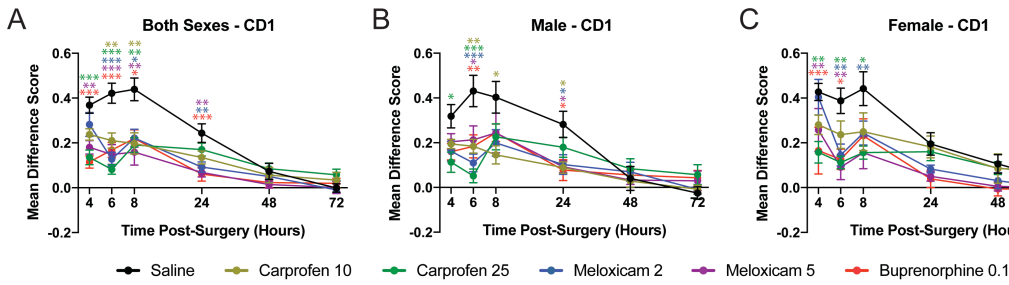 A
Both Sexes - CD1
Mean Difference Score
0.6
0.4
0.2
0.0
-0.2
4 6 8 24 48 72
Time Post-Surgery (Hours)
B
Male - CD1
Mean Difference Score
0.6
0.4
0.2
0.0
-0.2
4 6 8 24 48 72
Time Post-Surgery (Hours)
C
Female - CD1
Mean Difference Score
0.6
0.4
0.2
0.0
-0.2
4 6 8 24 48
Time Post-Surgery (Hours)
Saline Carprofen 10 Carprofen 25 Meloxicam 2 Meloxicam 5 Buprenorphine 0.1